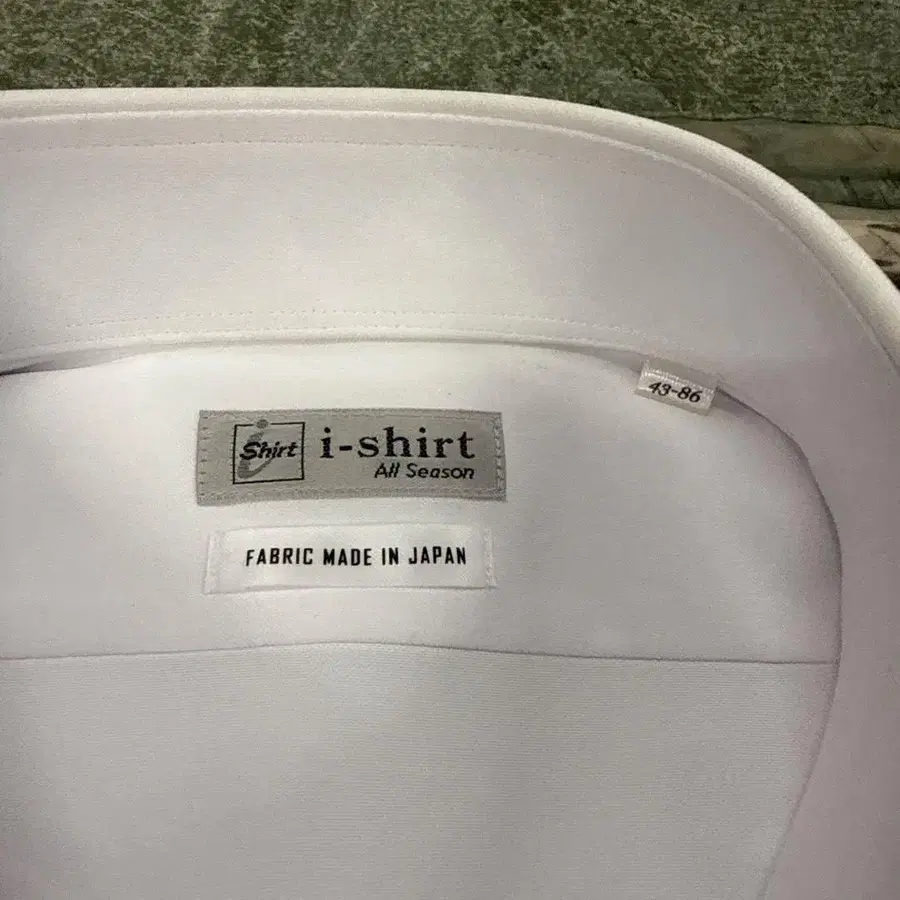 43-86
i Shirt
i-shirt
All Season
FABRIC MADE IN JAPAN